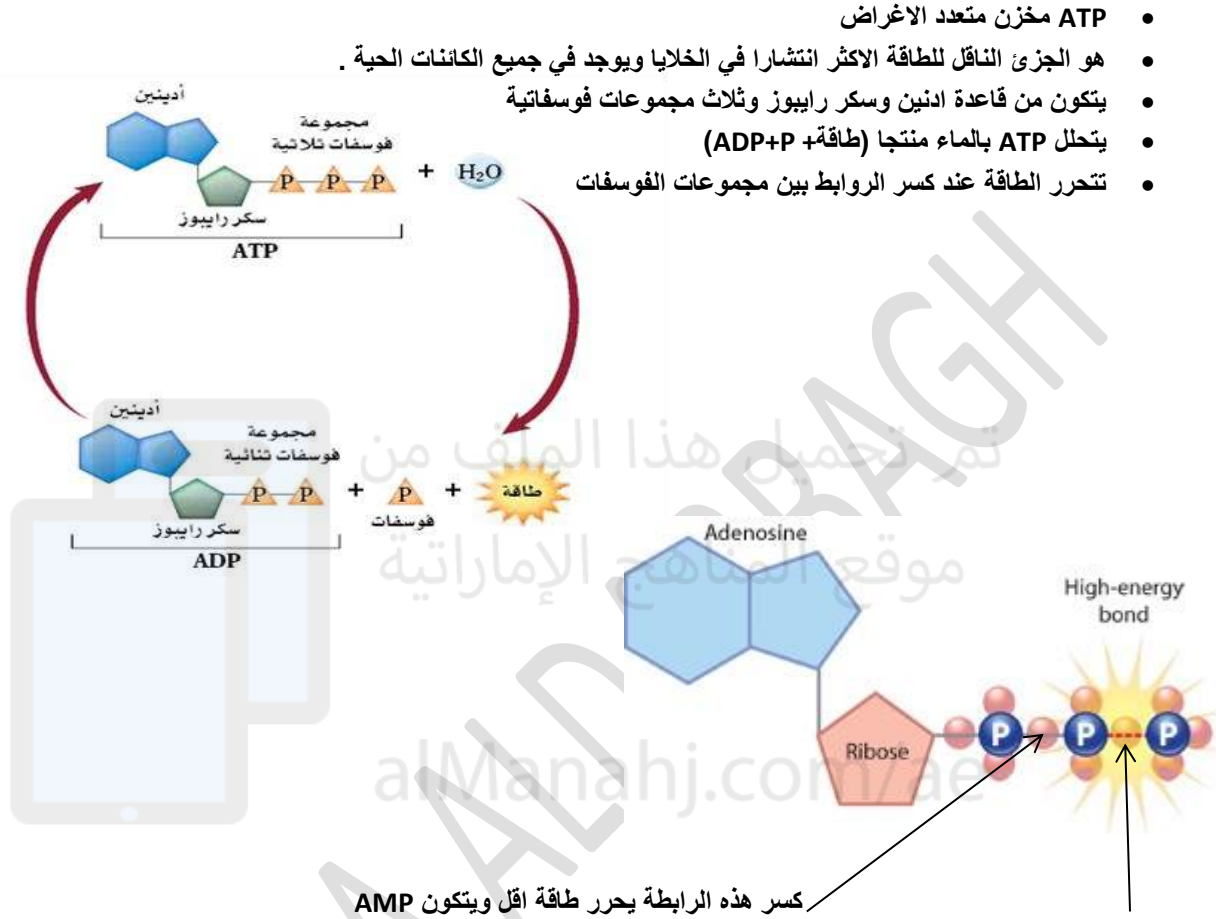 ATP مخزن متعدد الاغراض
هو الجزئ الناقل للطاقة الاكثر انتشارا في الخلايا ويوجد في جميع الكائنات الحية .
يتكون من قاعدة ادنين وسكر رايبوز وثلاث مجموعات فوسفاتية
يتحلل ATP بالماء منتجا (طاقة+ ADP+P)
تتحرر الطاقة عند كسر الروابط بين مجموعات الفوسفات
أدينين
مجموعة
فوسفات ثلاثية
P P P + H₂O
سكر رايبوز
ATP
أدينين
مجموعة
فوسفات ثنائية
P P + P + طاقة
فوسفات
سكر رايبوز
ADP
تم تحميل هذا الملف من
موقع المناهج الإماراتية
alManahj.com/ae
Adenosine
High-energy
bond
Ribose
P P P
كسر هذه الرابطة يحرر طاقة اقل ويتكون AMP